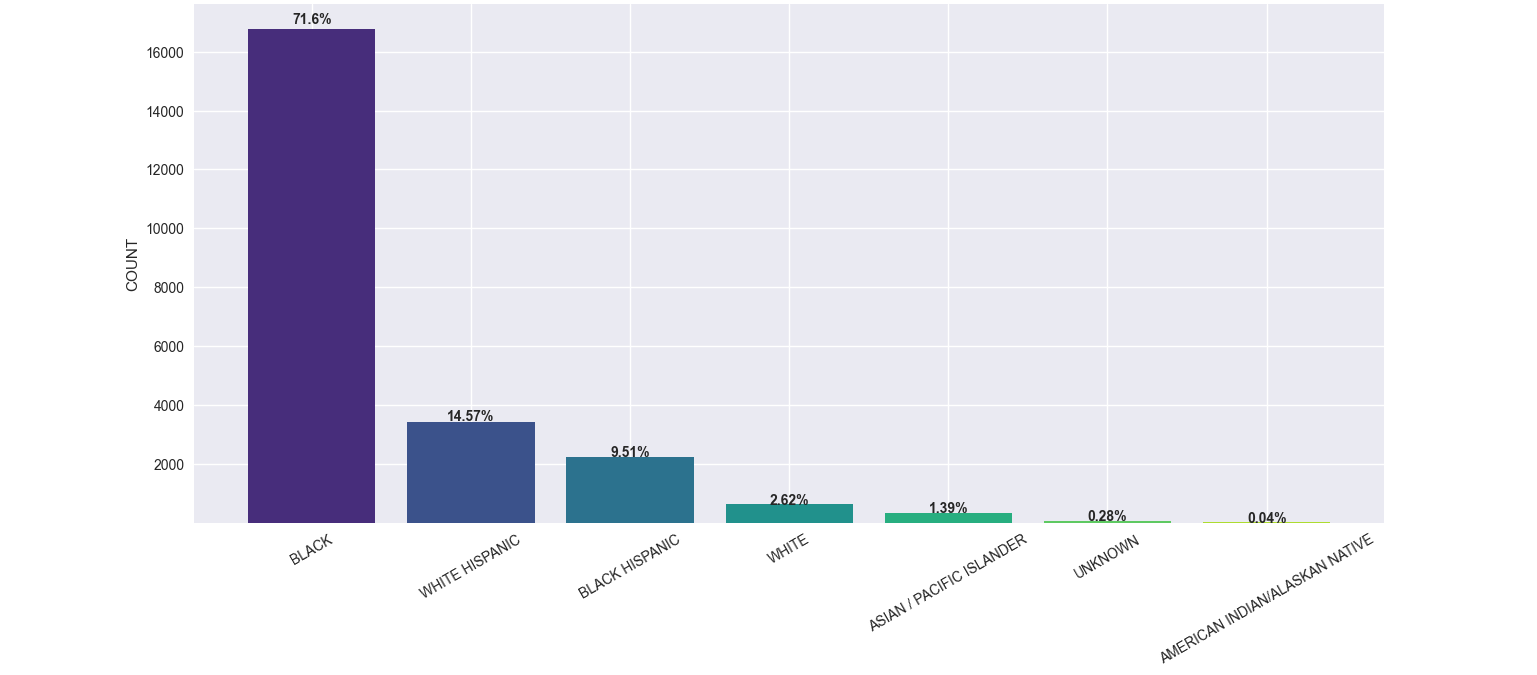 71.6%
16000
14000
12000
10000
COUNT
8000
6000
4000
14.57%
9.51%
2000
2.62%
1.39%
0.28%
0.04%
BLACK
WHITE HISPANIC
BLACK HISPANIC
WHITE
ASIAN / PACIFIC ISLANDER
UNKNOWN
AMERICAN INDIAN/ALASKAN NATIVE